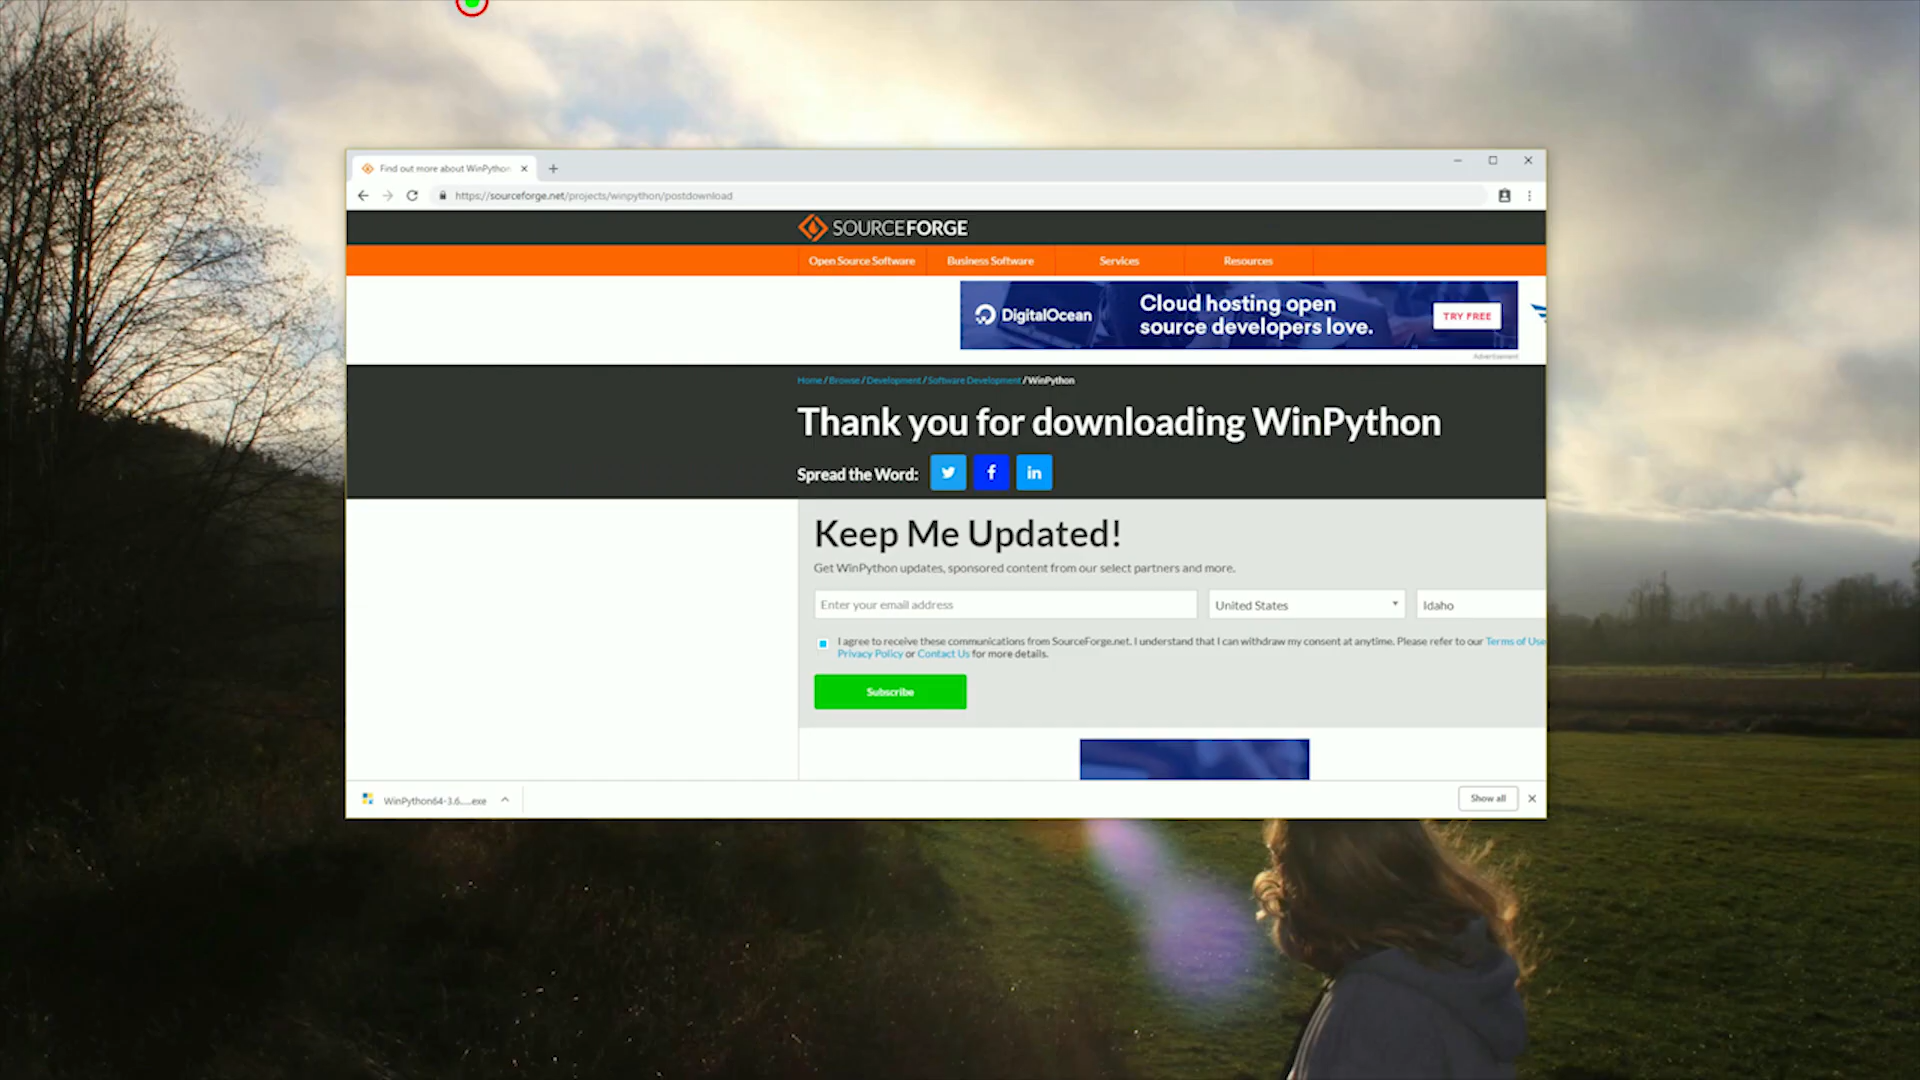 Find out more about WinPython
https://sourceforge.net/projects/winpython/postdownload
SOURCEFORGE
Open Source Software Business Software Services Resources
DigitalOcean
Cloud hosting open
source developers love.
TRY FREE
Advertisement
Home / Browse / Development / Software Development / WinPython
Thank you for downloading WinPython
Spread the Word:
Keep Me Updated!
Get WinPython updates, sponsored content from our select partners and more.
Enter your email address United States Idaho
I agree to receive these communications from SourceForge.net. I understand that I can withdraw my consent at anytime. Please refer to our Terms of Use
Privacy Policy or Contact Us for more details.
Subscribe
WinPython64-3.6....exe Show all